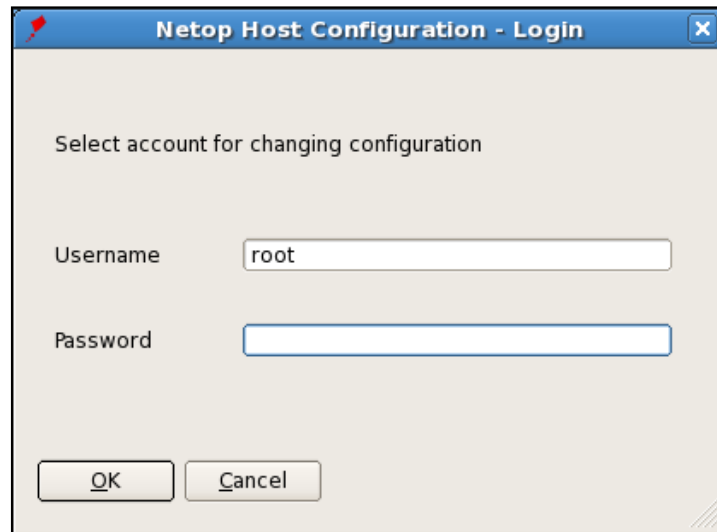 Netop Host Configuration - Login
Select account for changing configuration
Username root
Password
OK Cancel